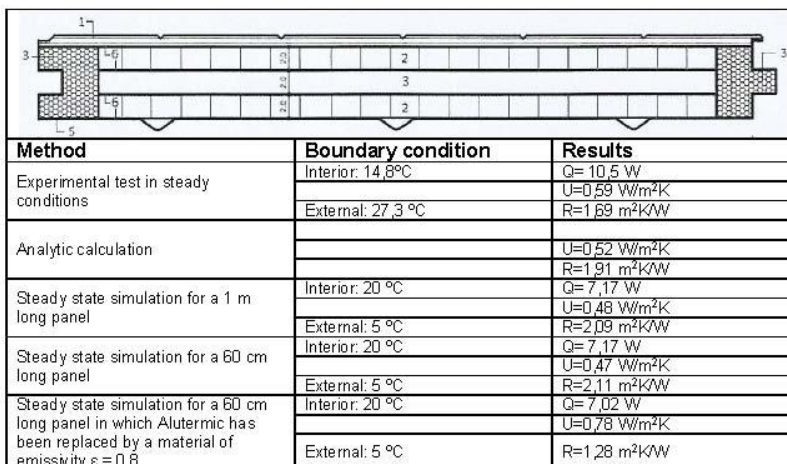 1
3
6
2
2.0
3
3
2.0
6
2
2.0
5
Method Boundary condition Results
Experimental test in steady
conditions
Interior: 14,8ºC
External: 27,3 ºC
Q= 10,5 W
U=0,59 W/m²K
R=1,69 m²K/W
Analytic calculation
U=0,52 W/m²K
R=1,91 m²K/W
Steady state simulation for a 1 m
long panel
Interior: 20 ºC
External: 5 ºC
Q= 7,17 W
U=0,48 W/m²K
R=2,09 m²K/W
Steady state simulation for a 60 cm
long panel
Interior: 20 ºC
External: 5 ºC
Q= 7,17 W
U=0,47 W/m²K
R=2,11 m²K/W
Steady state simulation for a 60 cm
long panel in which Alutermic has
been replaced by a material of
emissivity ε = 0.8
Interior: 20 ºC
External: 5 ºC
Q= 7,02 W
U=0,78 W/m²K
R=1,28 m²K/W